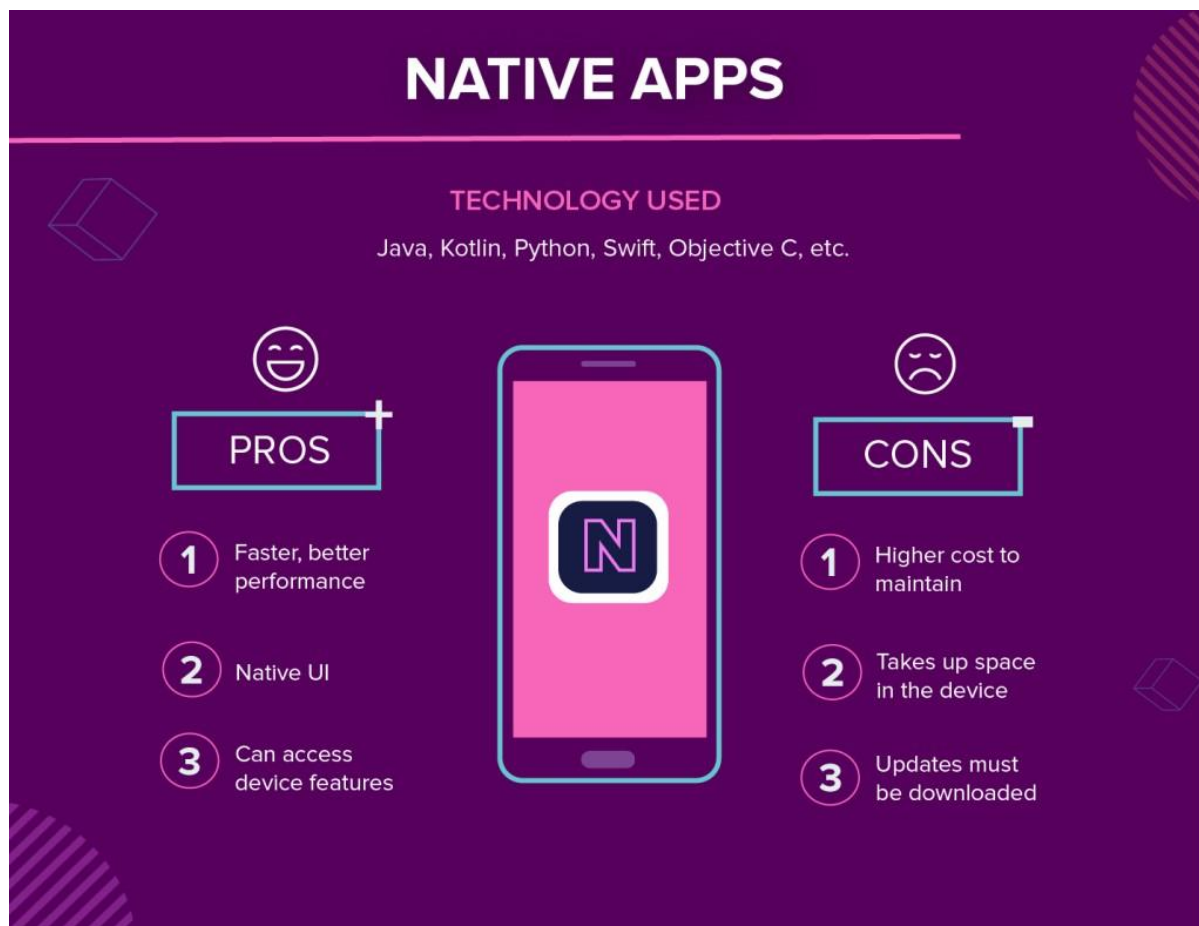 NATIVE APPS
TECHNOLOGY USED
Java, Kotlin, Python, Swift, Objective C, etc.
PROS
1
Faster, better
performance
2
Native UI
3
Can access
device features
N
CONS
1
Higher cost to
maintain
2
Takes up space
in the device
3
Updates must
be downloaded